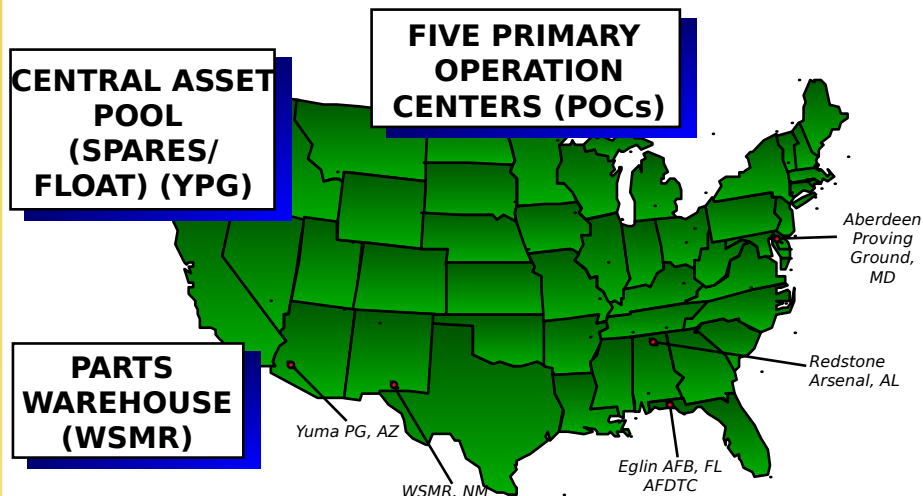 FIVE PRIMARY
OPERATION
CENTERS (POCs)
CENTRAL ASSET
POOL
(SPARES/
FLOAT) (YPG)
Aberdeen
Proving
Ground,
MD
PARTS
WAREHOUSE
(WSMR)
Redstone
Arsenal, AL
Yuma PG, AZ
Eglin AFB, FL
AFDTC
WSMR, NM